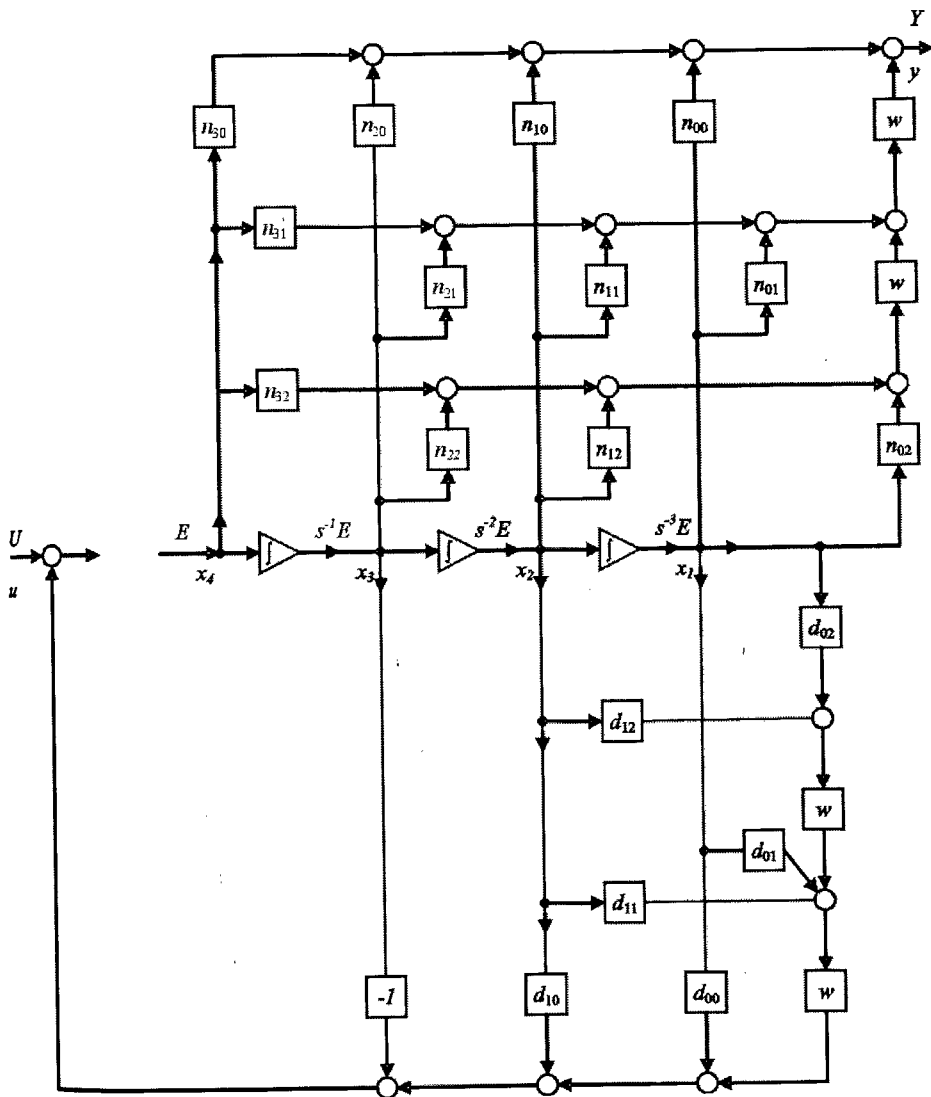 Y
y
n₃₀
n₂₀
n₁₀
n₀₀
w
n₃₁
n₂₁
n₁₁
n₀₁
w
n₃₂
n₂₂
n₁₂
n₀₂
U
u
E
x₄
∫
s⁻¹E
x₃
∫
s⁻²E
x₂
∫
s⁻³E
x₁
d₀₂
d₁₂
w
d₀₁
d₁₁
-1
d₁₀
d₀₀
w